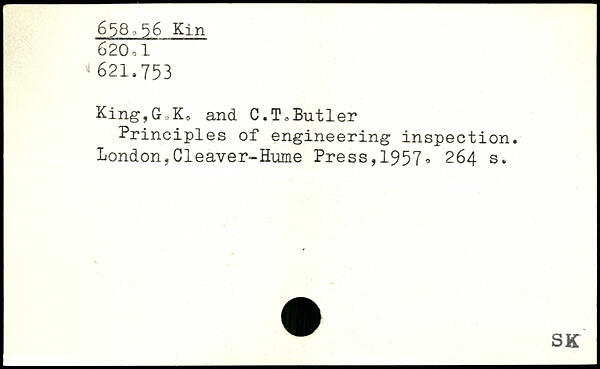 658.56 Kin
620.1
621.753
King,G.K. and C.T.Butler
Principles of engineering inspection.
London,Cleaver-Hume Press,1957. 264 s.
SK